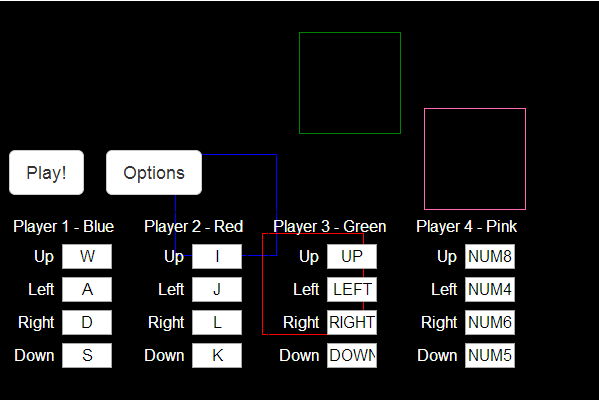 Play! Options
Player 1 - Blue Player 2 - Red Player 3 - Green Player 4 - Pink
Up W Up I Up UP Up NUM8
Left A Left J Left LEFT Left NUM4
Right D Right L Right RIGHT Right NUM6
Down S Down K Down DOWN Down NUM5